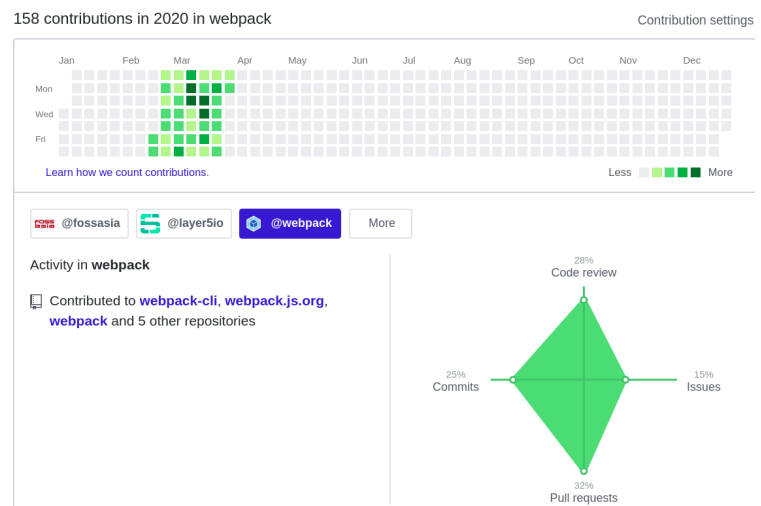 158 contributions in 2020 in webpack
Contribution settings
Jan Feb Mar Apr May Jun Jul Aug Sep Oct Nov Dec
Mon
Wed
Fri
Learn how we count contributions.
Less More
FOSS ASIA @fossasia @layer5io @webpack More
Activity in webpack
Contributed to webpack-cli, webpack.js.org,
webpack and 5 other repositories
28%
Code review
25%
Commits
15%
Issues
32%
Pull requests